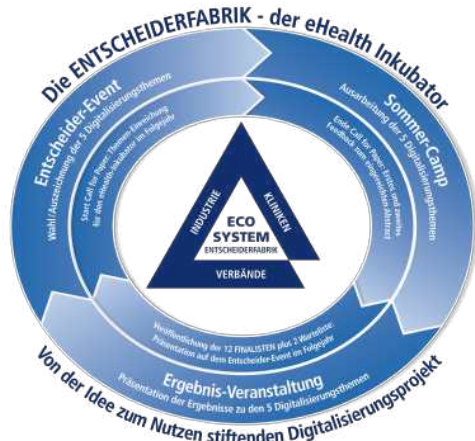 Die ENTSCHEIDERFABRIK - der eHealth Inkubator
Entscheider-Event
Wahl/Auszeichnung der 5 Digitalisierungsthemen
Start Call for Paper: Themen-Einreichung
für den eHealth-Inkubator im Folgejahr
Sommer-Camp
Ausarbeitung der 5 Digitalisierungsthemen
Ende Call for Paper: Erstes und zweites
Feedback zum eingereichten Abstract
INDUSTRIE
KLINIKEN
ECO
SYSTEM
ENTSCHEIDERFABRIK
VERBÄNDE
Veröffentlichung der 12 FINALISTEN plus 2 Warteliste:
Präsentation auf dem Entscheider-Event im Folgejahr
Ergebnis-Veranstaltung
Präsentation der Ergebnisse zu den 5 Digitalisierungsthemen
Von der Idee zum Nutzen stiftenden Digitalisierungsprojekt